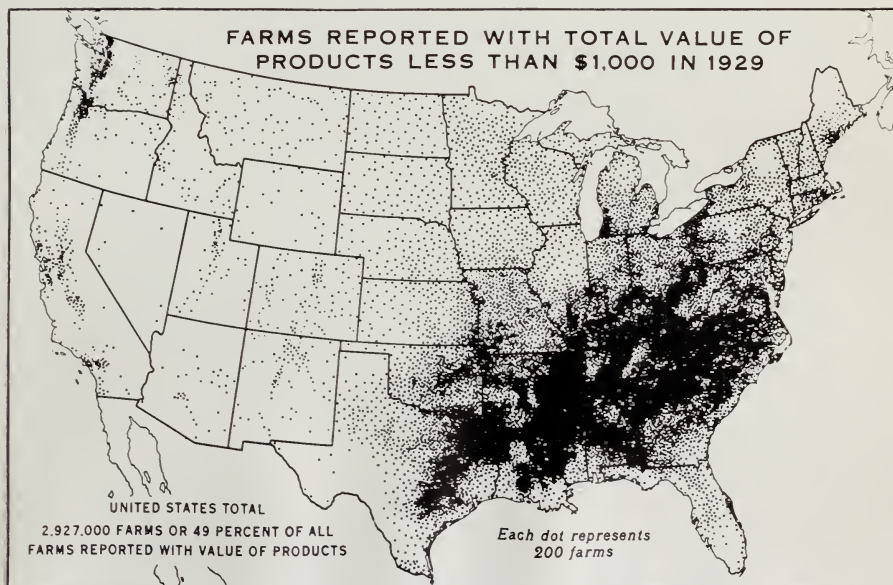 FARMS REPORTED WITH TOTAL VALUE OF
PRODUCTS LESS THAN $1,000 IN 1929
UNITED STATES TOTAL
2,927,000 FARMS OR 49 PERCENT OF ALL
FARMS REPORTED WITH VALUE OF PRODUCTS
Each dot represents
200 farms